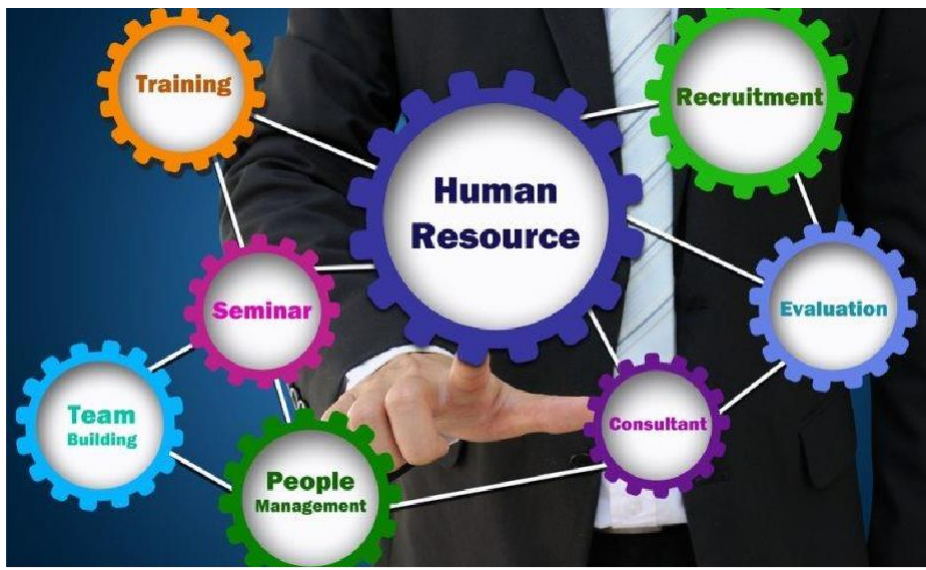 Training
Recruitment
Human
Resource
Seminar
Evaluation
Team
Building
Consultant
People
Management